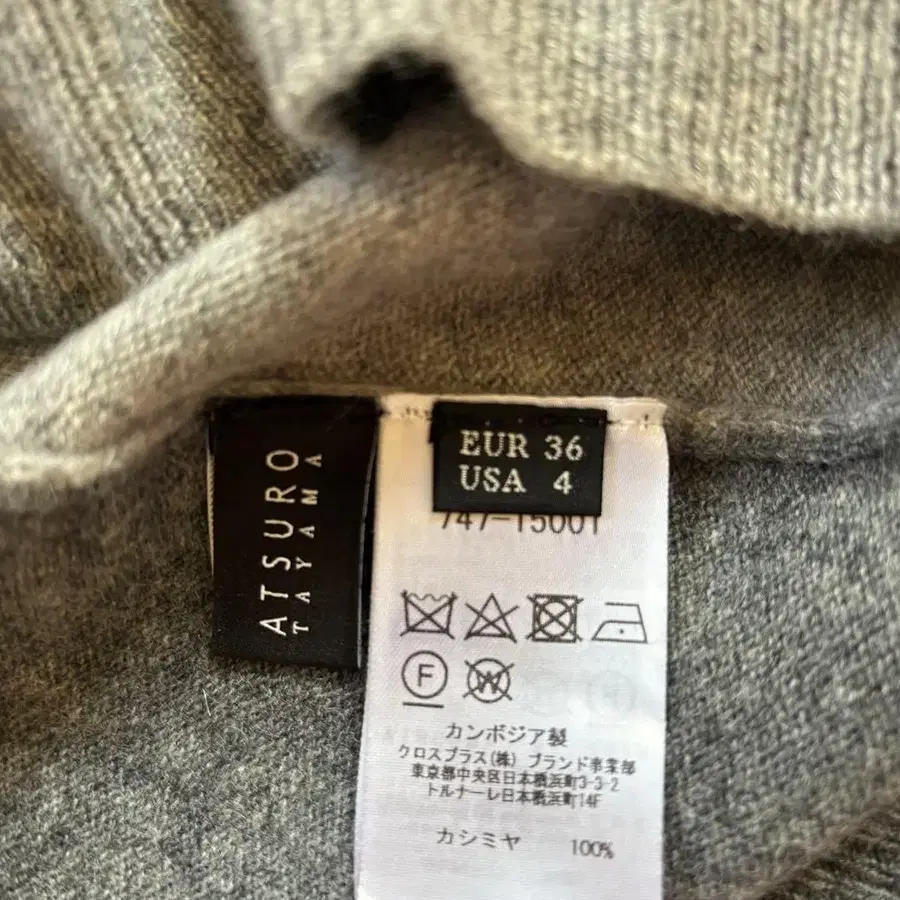 ATSURO
TAYAMA
EUR 36
USA 4
747-15001
F
W
カンボジア製
クロスプラス(株) ブランド事業部
東京都中央区日本橋浜町3-3-2
トルナーレ日本橋浜町14F
カシミヤ 100%